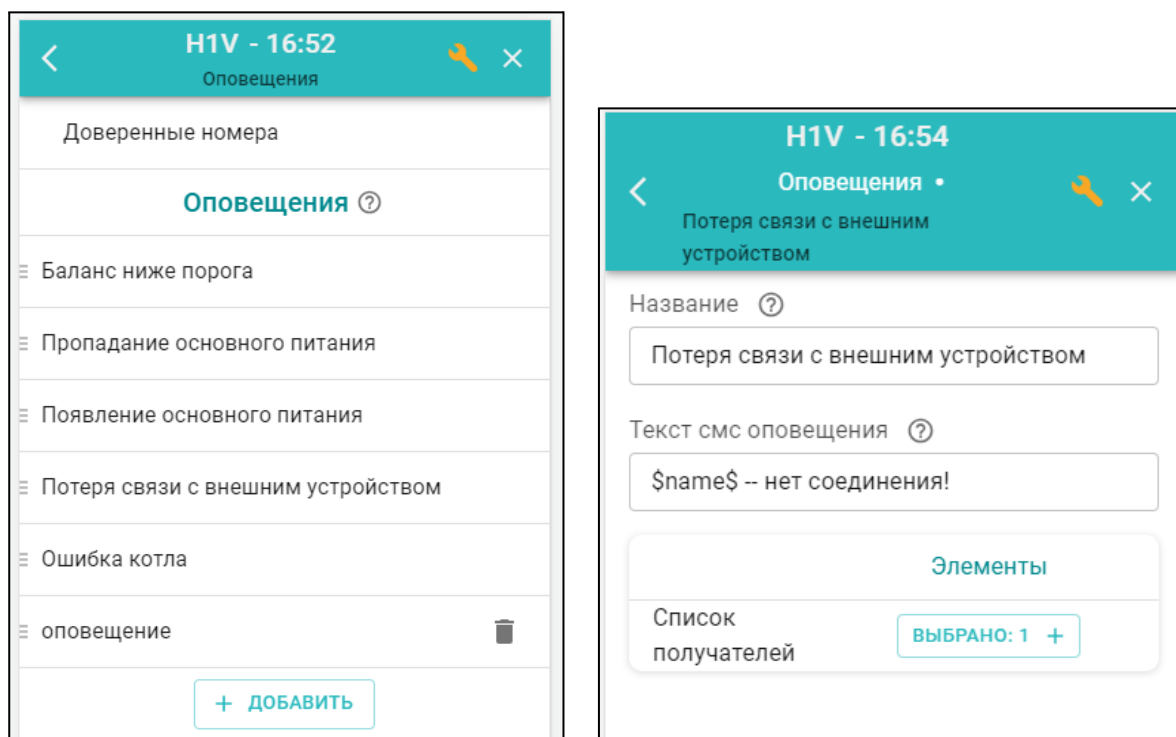 H1V - 16:52
Оповещения
Доверенные номера
Оповещения
Баланс ниже порога
Пропадание основного питания
Появление основного питания
Потеря связи с внешним устройством
Ошибка котла
оповещение
+ ДОБАВИТЬ
H1V - 16:54
Оповещения •
Потеря связи с внешним
устройством
Название
Потеря связи с внешним устройством
Текст смс оповещения
$name$ -- нет соединения!
Элементы
Список
получателей
ВЫБРАНО: 1 +